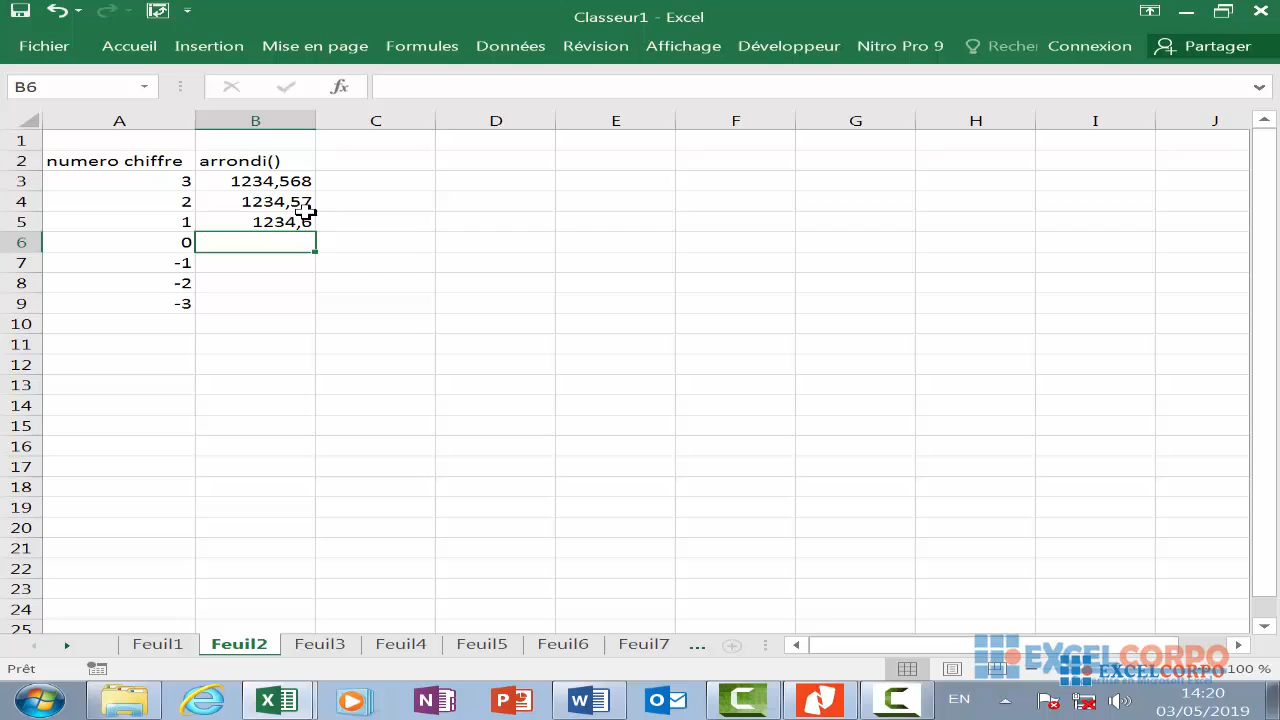 Classeur1 - Excel
Fichier Accueil Insertion Mise en page Formules Données Révision Affichage Développeur Nitro Pro 9 Recher Connexion Partager
B6 fx
A B C D E F G H I J
1
2 numero chiffre arrondi()
3 3 1234,568
4 2 1234,57
5 1 1234,6
6 0
7 -1
8 -2
9 -3
10
11
12
13
14
15
16
17
18
19
20
21
22
23
24
25
Feuil1 Feuil2 Feuil3 Feuil4 Feuil5 Feuil6 Feuil7 ...
EXCELCORPO
EXCELCORPO
Prêt 100 %
EN 14:20
03/05/2019